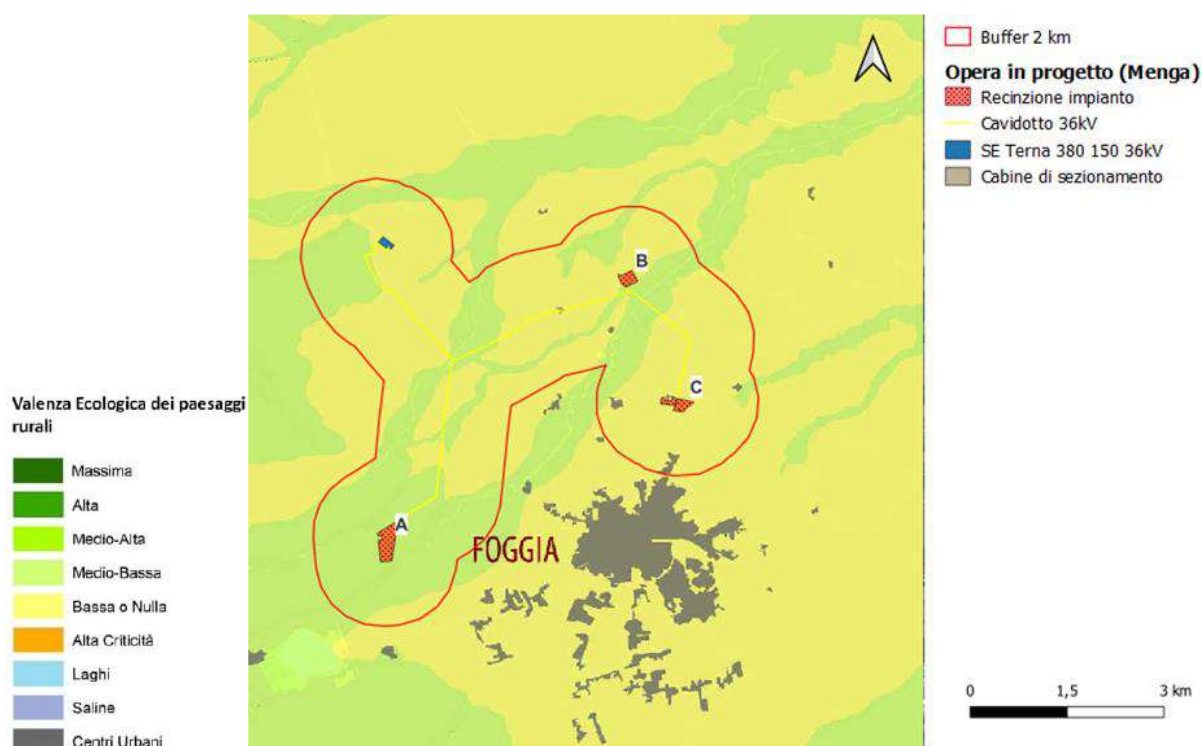 Buffer 2 km
Opera in progetto (Menga)
Recinzione impianto
Cavidotto 36kV
SE Terna 380 150 36kV
Cabine di sezionamento
B
C
A
FOGGIA
Valenza Ecologica dei paesaggi
rurali
Massima
Alta
Medio-Alta
Medio-Bassa
Bassa o Nulla
Alta Criticità
Laghi
Saline
Centri Urbani
0 1,5 3 km